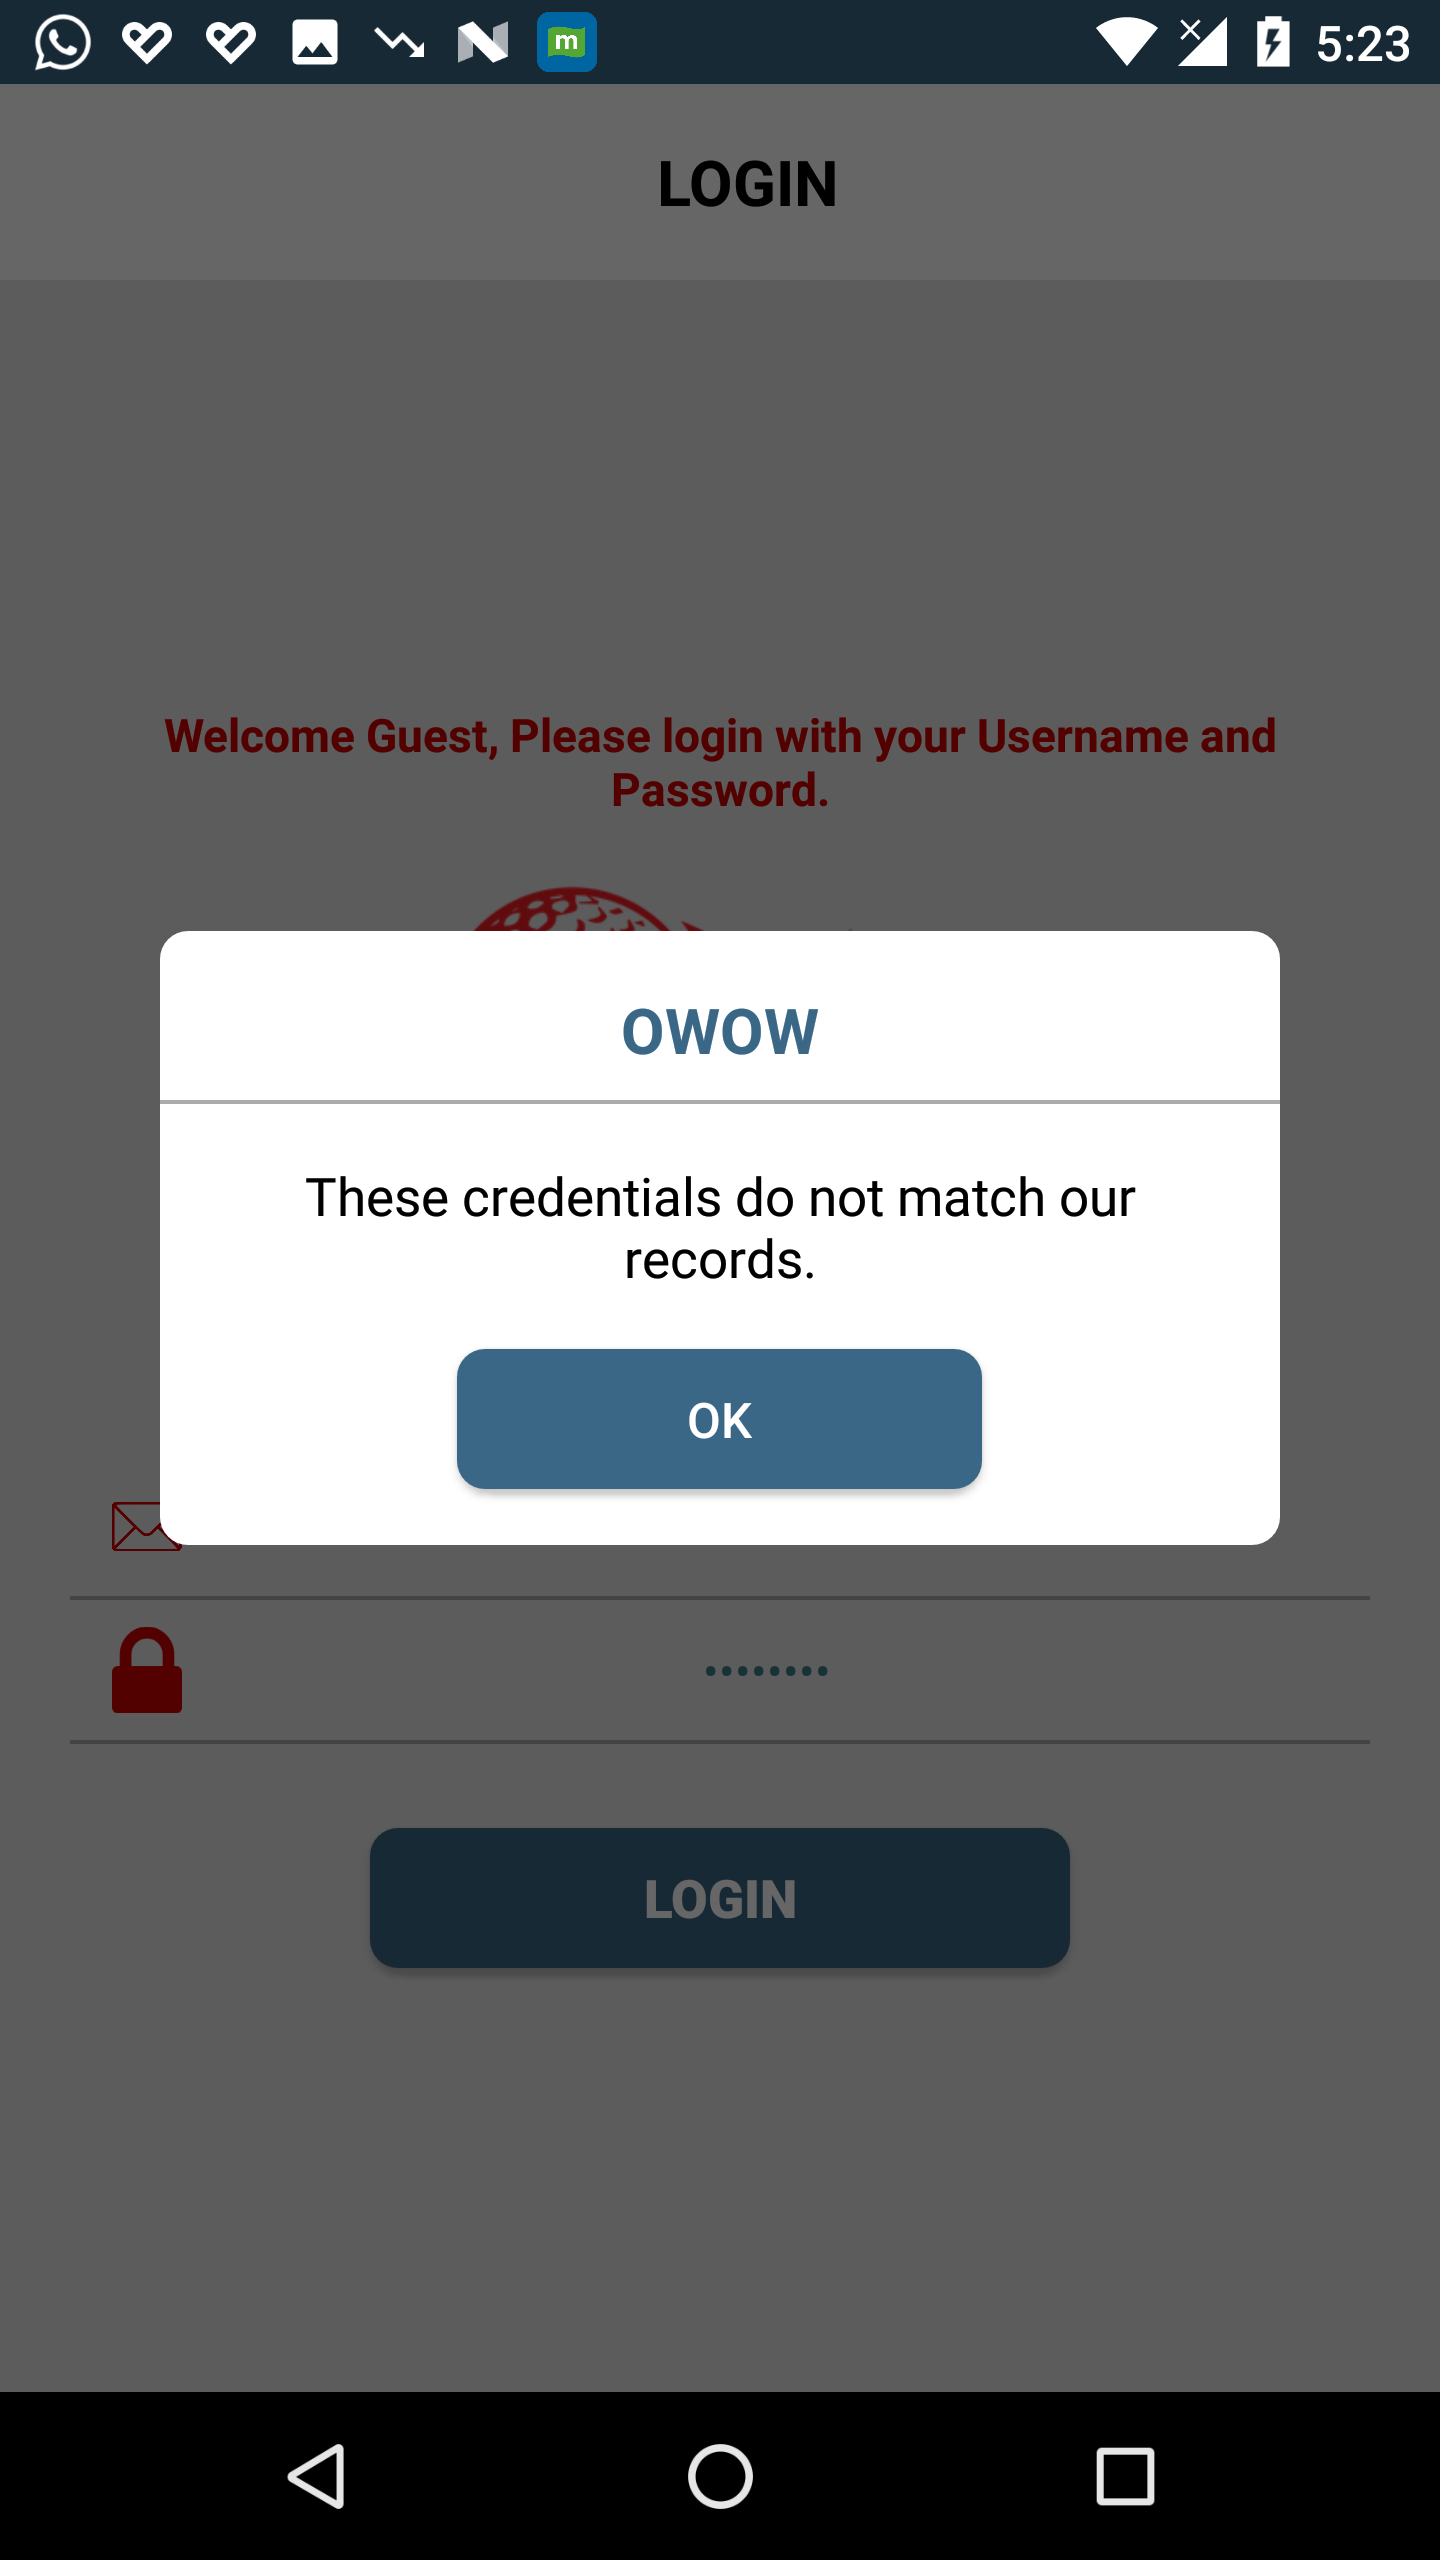 m
5:23
LOGIN
Welcome Guest, Please login with your Username and
Password.
OWOW
These credentials do not match our
records.
OK
••••••••
LOGIN